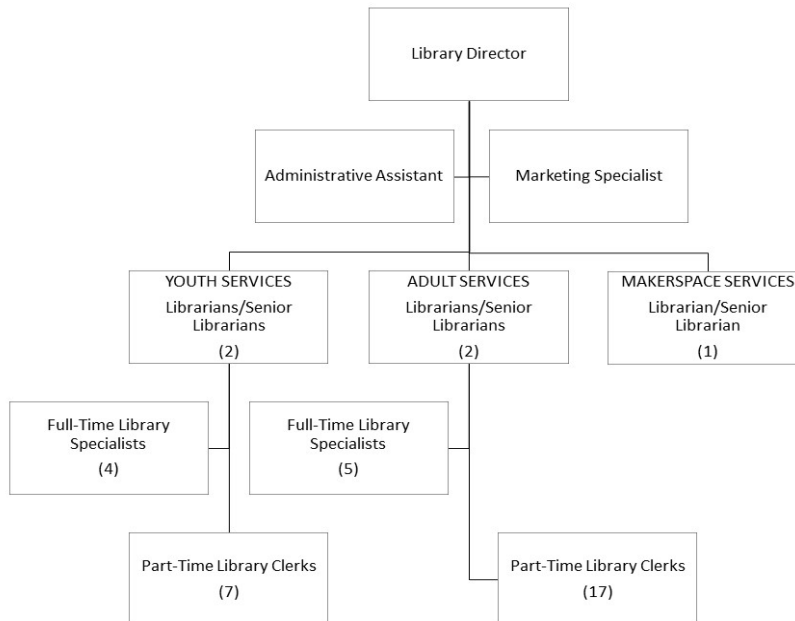 Library Director
Administrative Assistant
Marketing Specialist
YOUTH SERVICES
Librarians/Senior
Librarians
(2)
ADULT SERVICES
Librarians/Senior
Librarians
(2)
MAKERSPACE SERVICES
Librarian/Senior
Librarian
(1)
Full-Time Library
Specialists
(4)
Full-Time Library
Specialists
(5)
Part-Time Library Clerks
(7)
Part-Time Library Clerks
(17)